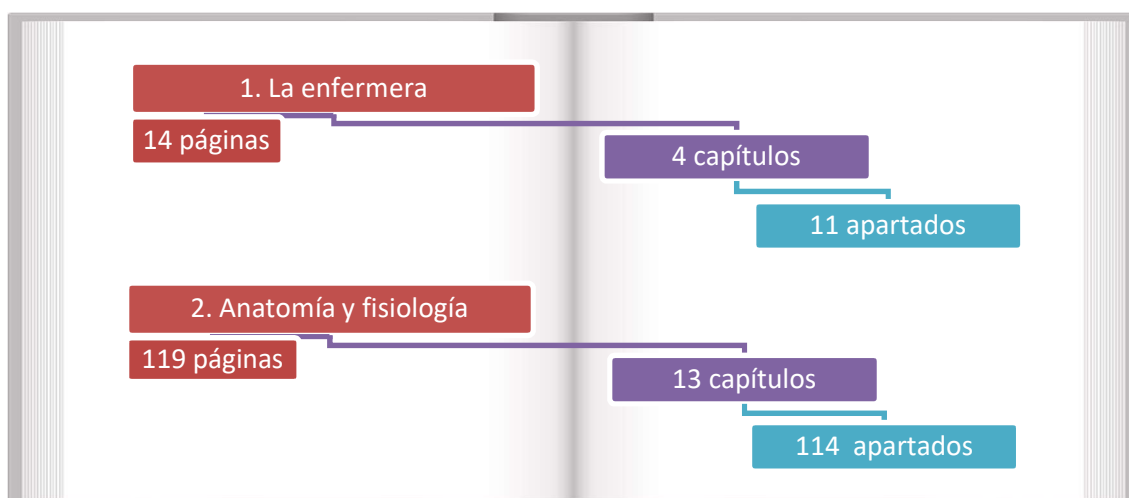 1. La enfermera
14 páginas
4 capítulos
11 apartados
2. Anatomía y fisiología
119 páginas
13 capítulos
114 apartados